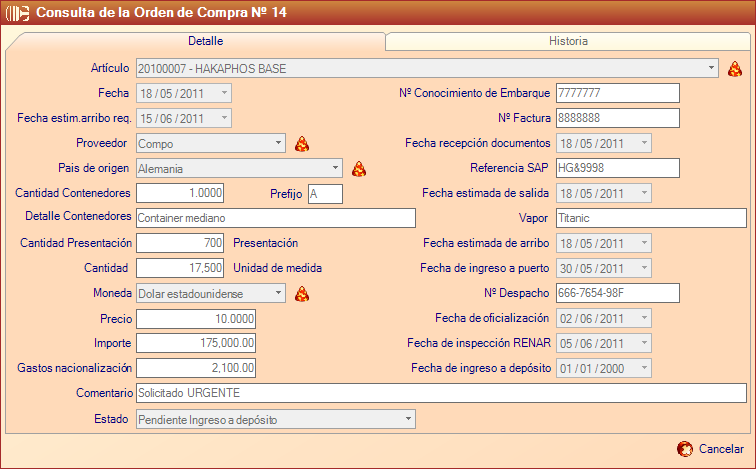 Consulta de la Orden de Compra Nº 14
Detalle Historia
Artículo 20100007 - HAKAPHOS BASE
Fecha 18 / 05 / 2011 Nº Conocimiento de Embarque 7777777
Fecha estim.arribo req. 15 / 06 / 2011 Nº Factura 8888888
Proveedor Compo Fecha recepción documentos 18 / 05 / 2011
Pais de origen Alemania Referencia SAP HG&9998
Cantidad Contenedores 1.0000 Prefijo A Fecha estimada de salida 18 / 05 / 2011
Detalle Contenedores Container mediano Vapor Titanic
Cantidad Presentación 700 Presentación Fecha estimada de arribo 18 / 05 / 2011
Cantidad 17,500 Unidad de medida Fecha de ingreso a puerto 30 / 05 / 2011
Moneda Dolar estadounidense Nº Despacho 666-7654-98F
Precio 10.0000 Fecha de oficialización 02 / 06 / 2011
Importe 175,000.00 Fecha de inspección RENAR 05 / 06 / 2011
Gastos nacionalización 2,100.00 Fecha de ingreso a depósito 01 / 01 / 2000
Comentario Solicitado URGENTE
Estado Pendiente Ingreso a depósito
Cancelar